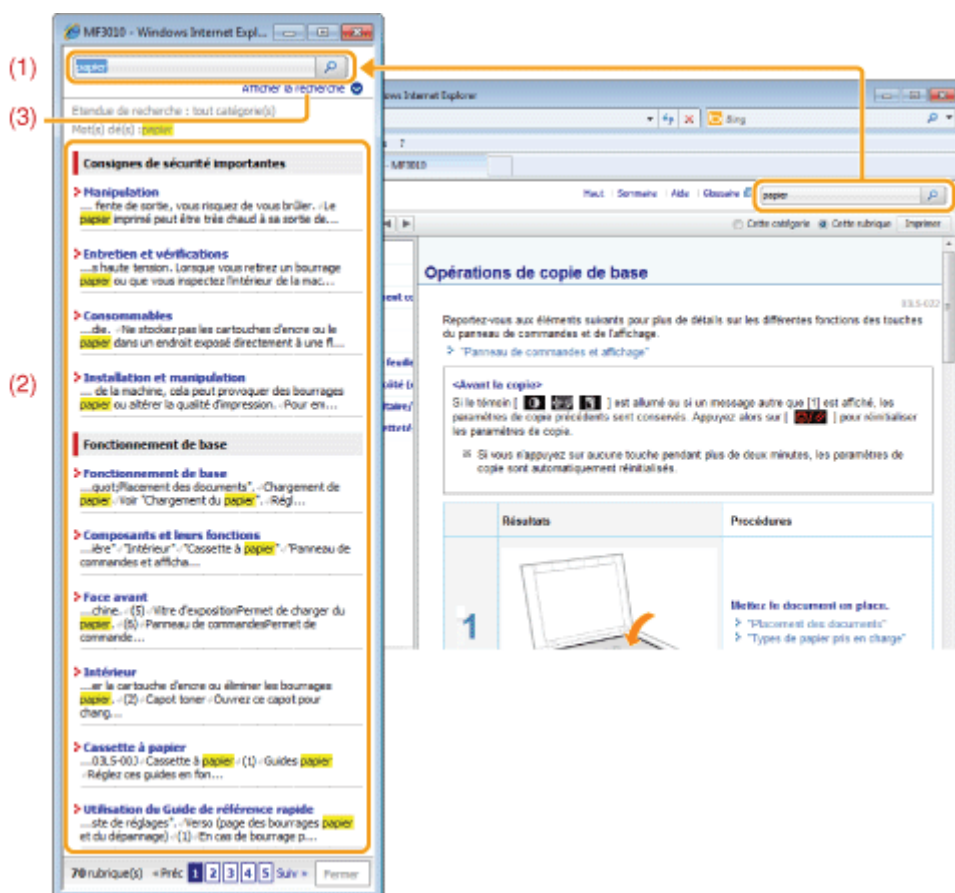 MF3010 - Windows Internet Expl...
(1)
papier
Afficher la recherche
(3)
Etendue de recherche : tout catégorie(s)
Mot(s) clé(s) :papier
Consignes de sécurité importantes
Manipulation
.... fente de sortie, vous risquez de vous brûler. -Le
papier imprimé peut être très chaud à sa sortie de...
Entretien et vérifications
....a haute tension. Lorsque vous retirez un bourrage
papier ou que vous inspectez l'intérieur de la mac...
Consommables
....die. -Ne stockez pas les cartouches d'encre ou le
papier dans un endroit exposé directement à une fl...
(2)
Installation et manipulation
.... de la machine, cela peut provoquer des bourrages
papier ou altérer la qualité d'impression. -Pour em...
Fonctionnement de base
Fonctionnement de base
....quot;Placement des documents". -Chargement de
papier -Voir "Chargement du papier". -Régl...
Composants et leurs fonctions
....ière" -"Intérieur" -"Cassette à papier" -"Panneau de
commandes et afficha...
Face avant
....chine. -(5) -Vitre d'expositionPermet de charger du
papier. -(6) -Panneau de commandesPermet de
commande...
Intérieur
....er la cartouche d'encre ou éliminer les bourrages
papier. -(2) -Capot toner -Ouvrez ce capot pour
chang...
Cassette à papier
....03LS-003 -Cassette à papier -(1) -Guides papier
-Réglez ces guides en fon...
Utilisation du Guide de référence rapide
....ste de réglages". -Verso (page des bourrages papier
et du dépannage) -(1) -En cas de bourrage p...
70 rubrique(s) «Préc 1 2 3 4 5 Suiv » Fermer
ows Internet Explorer
Bing
s ?
- MF3010
Haut Sommaire Aide Glossaire papier
Cette catégorie Cette rubrique Imprimer
Opérations de copie de base
03LS-022
Reportez-vous aux éléments suivants pour plus de détails sur les différentes fonctions des touches
du panneau de commandes et de l'affichage.
"Panneau de commandes et affichage"
<Avant la copie>
Si le témoin [ ] est allumé ou si un message autre que [1] est affiché, les
paramètres de copie précédents sont conservés. Appuyez alors sur [ ] pour réinitialiser
les paramètres de copie.
Si vous n'appuyez sur aucune touche pendant plus de deux minutes, les paramètres de
copie sont automatiquement réinitialisés.
Résultats Procédures
1
Mettez le document en place.
"Placement des documents"
"Types de papier pris en charge"